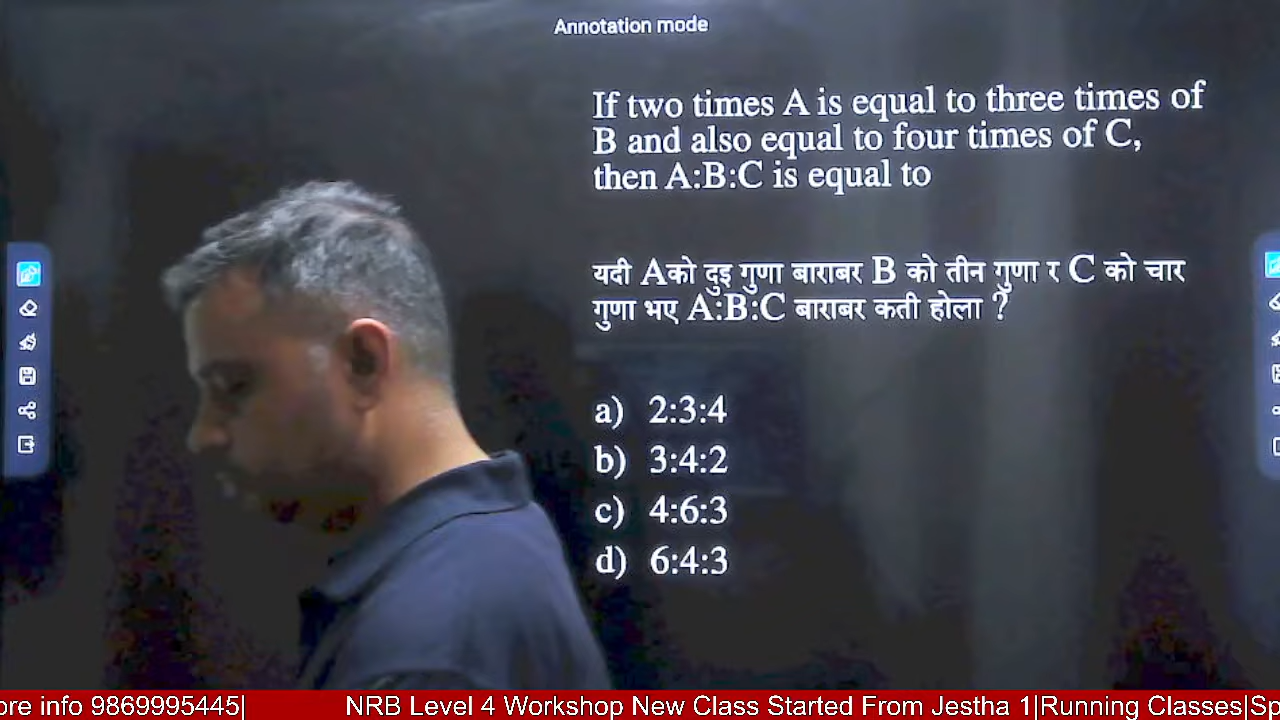 Annotation mode
If two times A is equal to three times of
B and also equal to four times of C,
then A:B:C is equal to
यदी Aको दुइ गुणा बाराबर B को तीन गुणा र C को चार
गुणा भए A:B:C बाराबर कती होला ?
a) 2:3:4
b) 3:4:2
c) 4:6:3
d) 6:4:3
ore info 9869995445| NRB Level 4 Workshop New Class Started From Jestha 1|Running Classes|Sp